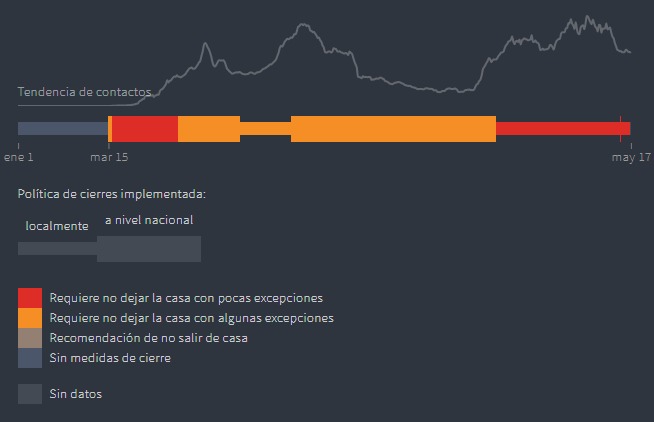 Tendencia de contactos
ene 1
mar 15
may 17
Política de cierres implementada:
localmente
a nivel nacional
Requiere no dejar la casa con pocas excepciones
Requiere no dejar la casa con algunas excepciones
Recomendación de no salir de casa
Sin medidas de cierre
Sin datos